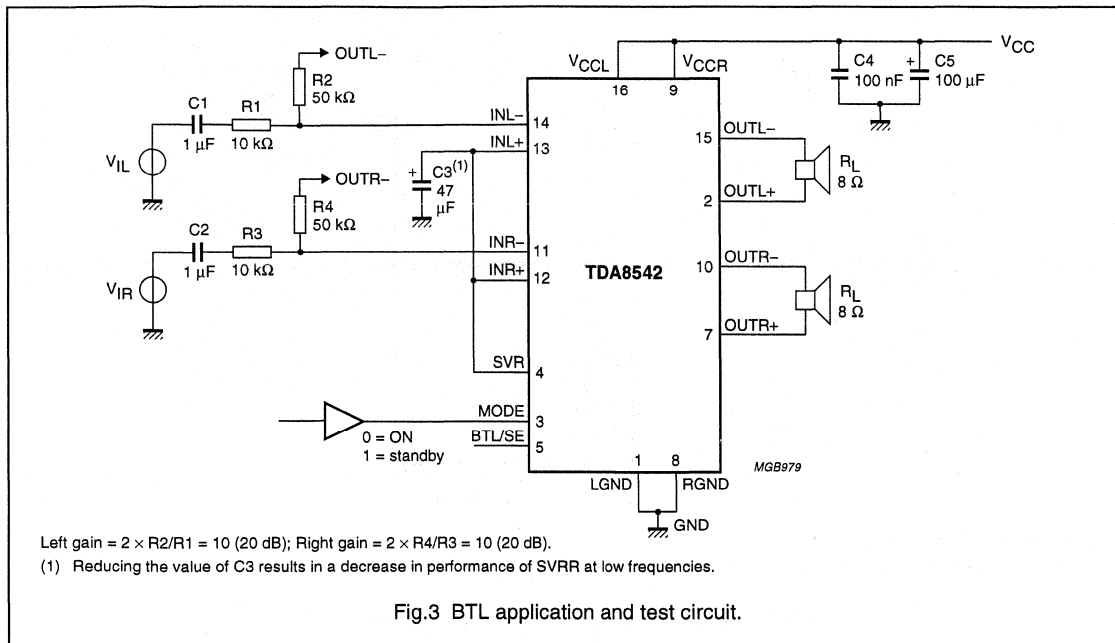 OUTL–
R2
50 kΩ
C1
1 µF
R1
10 kΩ
V_IL
INL–
14
INL+
13
C3(1)
+
47
µF
OUTR–
R4
50 kΩ
C2
1 µF
R3
10 kΩ
V_IR
INR–
11
INR+
12
SVR
4
MODE
3
0 = ON
1 = standby
BTL/SE
5
TDA8542
V_CCL
16
V_CCR
9
V_CC
C4
100 nF
+
C5
100 µF
15
OUTL–
2
OUTL+
R_L
8 Ω
10
OUTR–
7
OUTR+
R_L
8 Ω
1
8
LGND
RGND
GND
MGB979
Left gain = 2 × R2/R1 = 10 (20 dB); Right gain = 2 × R4/R3 = 10 (20 dB).
(1) Reducing the value of C3 results in a decrease in performance of SVRR at low frequencies.
Fig.3 BTL application and test circuit.